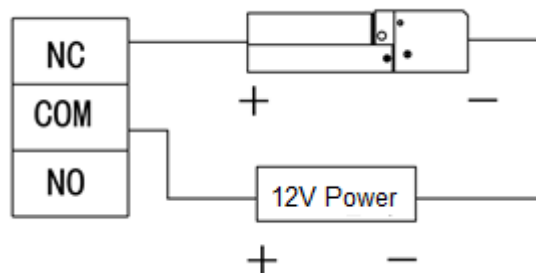 NC
+ −
COM
NO
12V Power
+ −